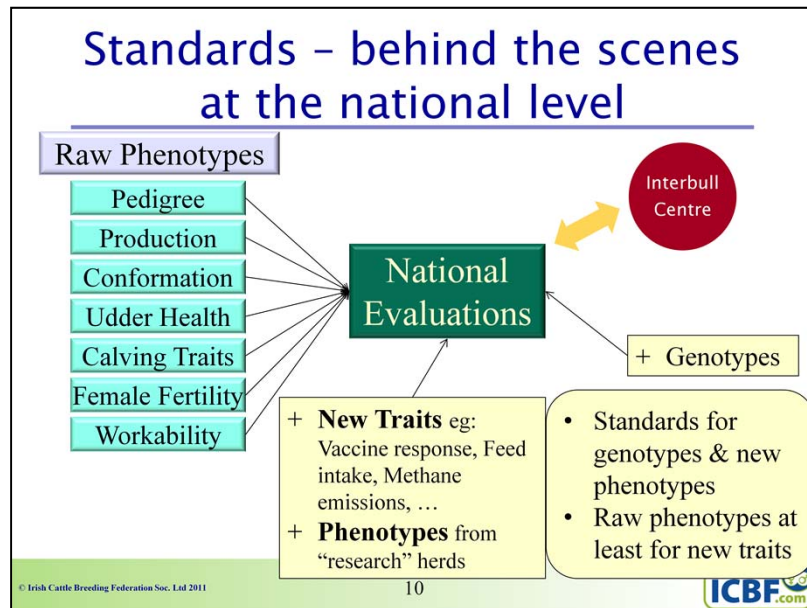 Standards – behind the scenes
at the national level
Raw Phenotypes
Pedigree
Production
Conformation
Udder Health
Calving Traits
Female Fertility
Workability
National
Evaluations
Interbull
Centre
+ Genotypes
+ New Traits eg:
Vaccine response, Feed
intake, Methane
emissions, …
+ Phenotypes from
“research” herds
• Standards for
genotypes & new
phenotypes
• Raw phenotypes at
least for new traits
© Irish Cattle Breeding Federation Soc. Ltd 2011
10
ICBF.com